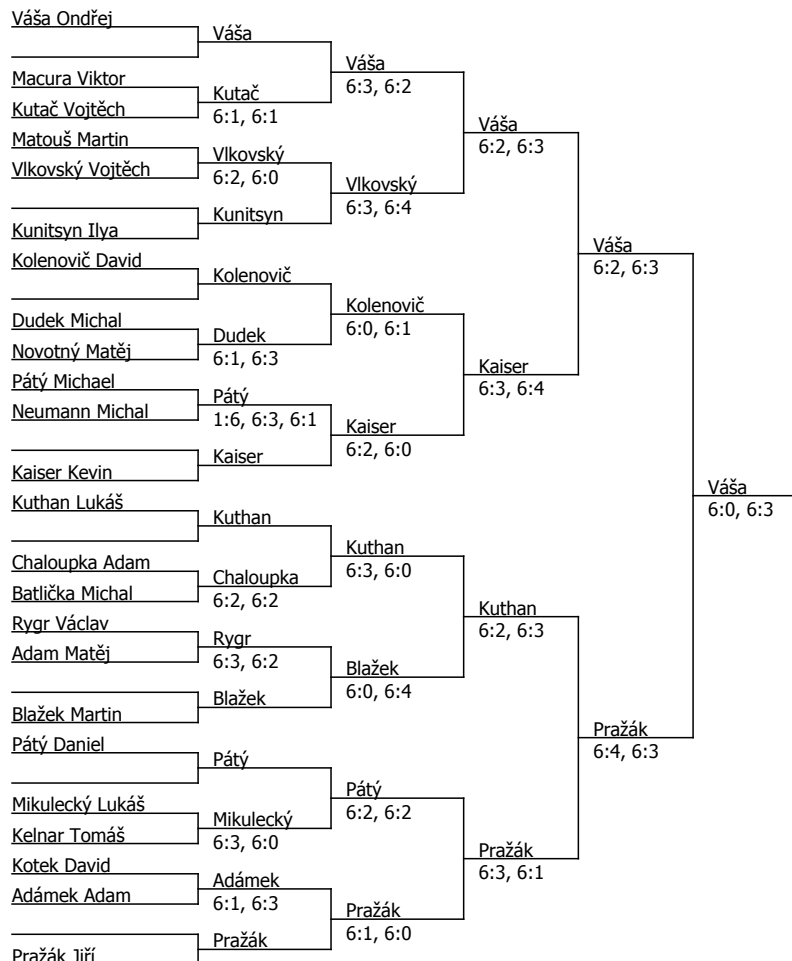 Váša Ondřej
Váša
Váša
6:3, 6:2
Macura Viktor
Kutač
6:1, 6:1
Kutač Vojtěch
Váša
6:2, 6:3
Matouš Martin
Vlkovský
6:2, 6:0
Vlkovský Vojtěch
Vlkovský
6:3, 6:4
Kunitsyn
Kunitsyn Ilya
Váša
6:2, 6:3
Kolenovič David
Kolenovič
Kolenovič
6:0, 6:1
Dudek Michal
Dudek
6:1, 6:3
Novotný Matěj
Kaiser
6:3, 6:4
Pátý Michael
Pátý
1:6, 6:3, 6:1
Neumann Michal
Kaiser
6:2, 6:0
Kaiser
Kaiser Kevin
Váša
6:0, 6:3
Kuthan Lukáš
Kuthan
Kuthan
6:3, 6:0
Chaloupka Adam
Chaloupka
6:2, 6:2
Batlička Michal
Kuthan
6:2, 6:3
Rygr Václav
Rygr
6:3, 6:2
Adam Matěj
Blažek
6:0, 6:4
Blažek
Blažek Martin
Pražák
6:4, 6:3
Pátý Daniel
Pátý
Pátý
6:2, 6:2
Mikulecký Lukáš
Mikulecký
6:3, 6:0
Kelnar Tomáš
Pražák
6:3, 6:1
Kotek David
Adámek
6:1, 6:3
Adámek Adam
Pražák
6:1, 6:0
Pražák
Pražák Jiří